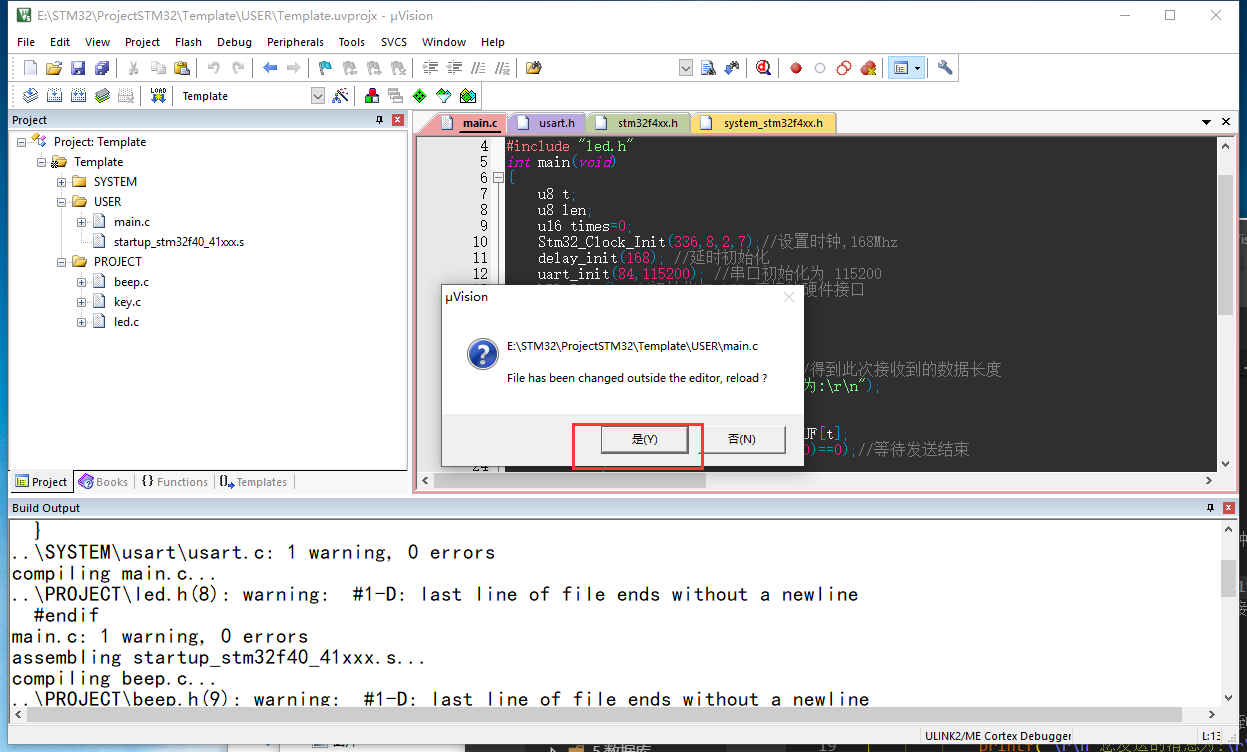 E:\STM32\ProjectSTM32\Template\USER\Template.uvprojx - µVision
File Edit View Project Flash Debug Peripherals Tools SVCS Window Help
LOAD
Template
Project
main.c usart.h stm32f4xx.h system_stm32f4xx.h
Project: Template
Template
SYSTEM
USER
main.c
startup_stm32f40_41xxx.s
PROJECT
beep.c
key.c
led.c
4 #include "led.h"
5 int main(void)
6 {
7 u8 t;
8 u8 len;
9 u16 times=0;
10 Stm32_Clock_Init(336,8,2,7);//设置时钟,168Mhz
11 delay_init(168); //延时初始化
12 uart_init(84,115200); //串口初始化为 115200
硬件接口
µVision
E:\STM32\ProjectSTM32\Template\USER\main.c
File has been changed outside the editor, reload ?
是(Y) 否(N)
/得到此次接收到的数据长度
为:\r\n");
JF[t];
)==0);//等待发送结束
24
Project Books {} Functions 0 Templates
Build Output
}
..\SYSTEM\usart\usart.c: 1 warning, 0 errors
compiling main.c...
..\PROJECT\led.h(8): warning: #1-D: last line of file ends without a newline
#endif
main.c: 1 warning, 0 errors
assembling startup_stm32f40_41xxx.s...
compiling beep.c...
..\PROJECT\beep.h(9): warning: #1-D: last line of file ends without a newline
ULINK2/ME Cortex Debugger L:13